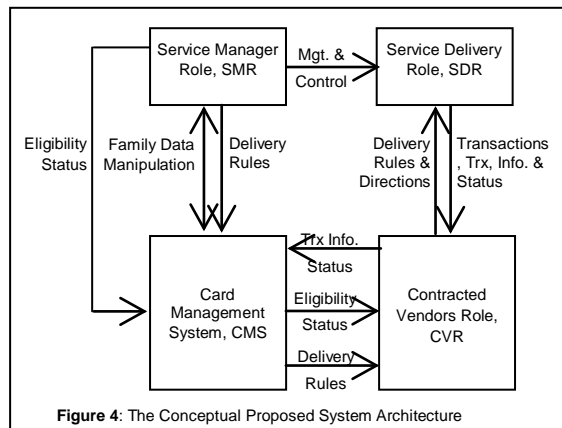 Service Manager
Role, SMR
Mgt. &
Control
Service Delivery
Role, SDR
Eligibility
Status
Family Data
Manipulation
Delivery
Rules
Delivery
Rules &
Directions
Transactions
, Trx, Info. &
Status
Trx Info.
Status
Card
Management
System, CMS
Eligibility
Status
Contracted
Vendors Role,
CVR
Delivery
Rules
Figure 4: The Conceptual Proposed System Architecture